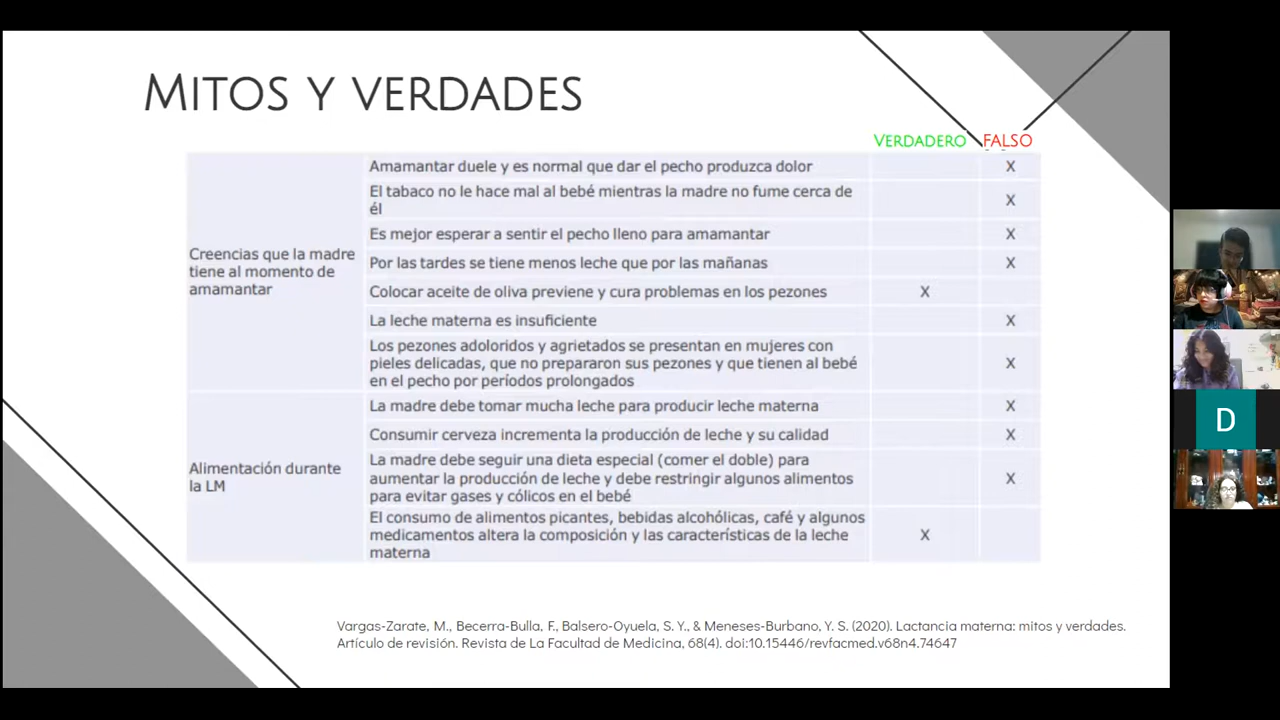 MITOS Y VERDADES
VERDADERO FALSO
Creencias que la madre
tiene al momento de
amamantar
Amamantar duele y es normal que dar el pecho produzca dolor X
El tabaco no le hace mal al bebé mientras la madre no fume cerca de
él X
Es mejor esperar a sentir el pecho lleno para amamantar X
Por las tardes se tiene menos leche que por las mañanas X
Colocar aceite de oliva previene y cura problemas en los pezones X
La leche materna es insuficiente X
Los pezones adoloridos y agrietados se presentan en mujeres con
pieles delicadas, que no prepararon sus pezones y que tienen al bebé X
en el pecho por períodos prolongados
Alimentación durante
la LM
La madre debe tomar mucha leche para producir leche materna X
Consumir cerveza incrementa la producción de leche y su calidad X
La madre debe seguir una dieta especial (comer el doble) para
aumentar la producción de leche y debe restringir algunos alimentos X
para evitar gases y cólicos en el bebé
El consumo de alimentos picantes, bebidas alcohólicas, café y algunos
medicamentos altera la composición y las características de la leche X
materna
Vargas-Zarate, M., Becerra-Bulla, F., Balsero-Oyuela, S. Y., & Meneses-Burbano, Y. S. (2020). Lactancia materna: mitos y verdades.
Artículo de revisión. Revista de La Facultad de Medicina, 68(4). doi:10.15446/revfacmed.v68n4.74647
D